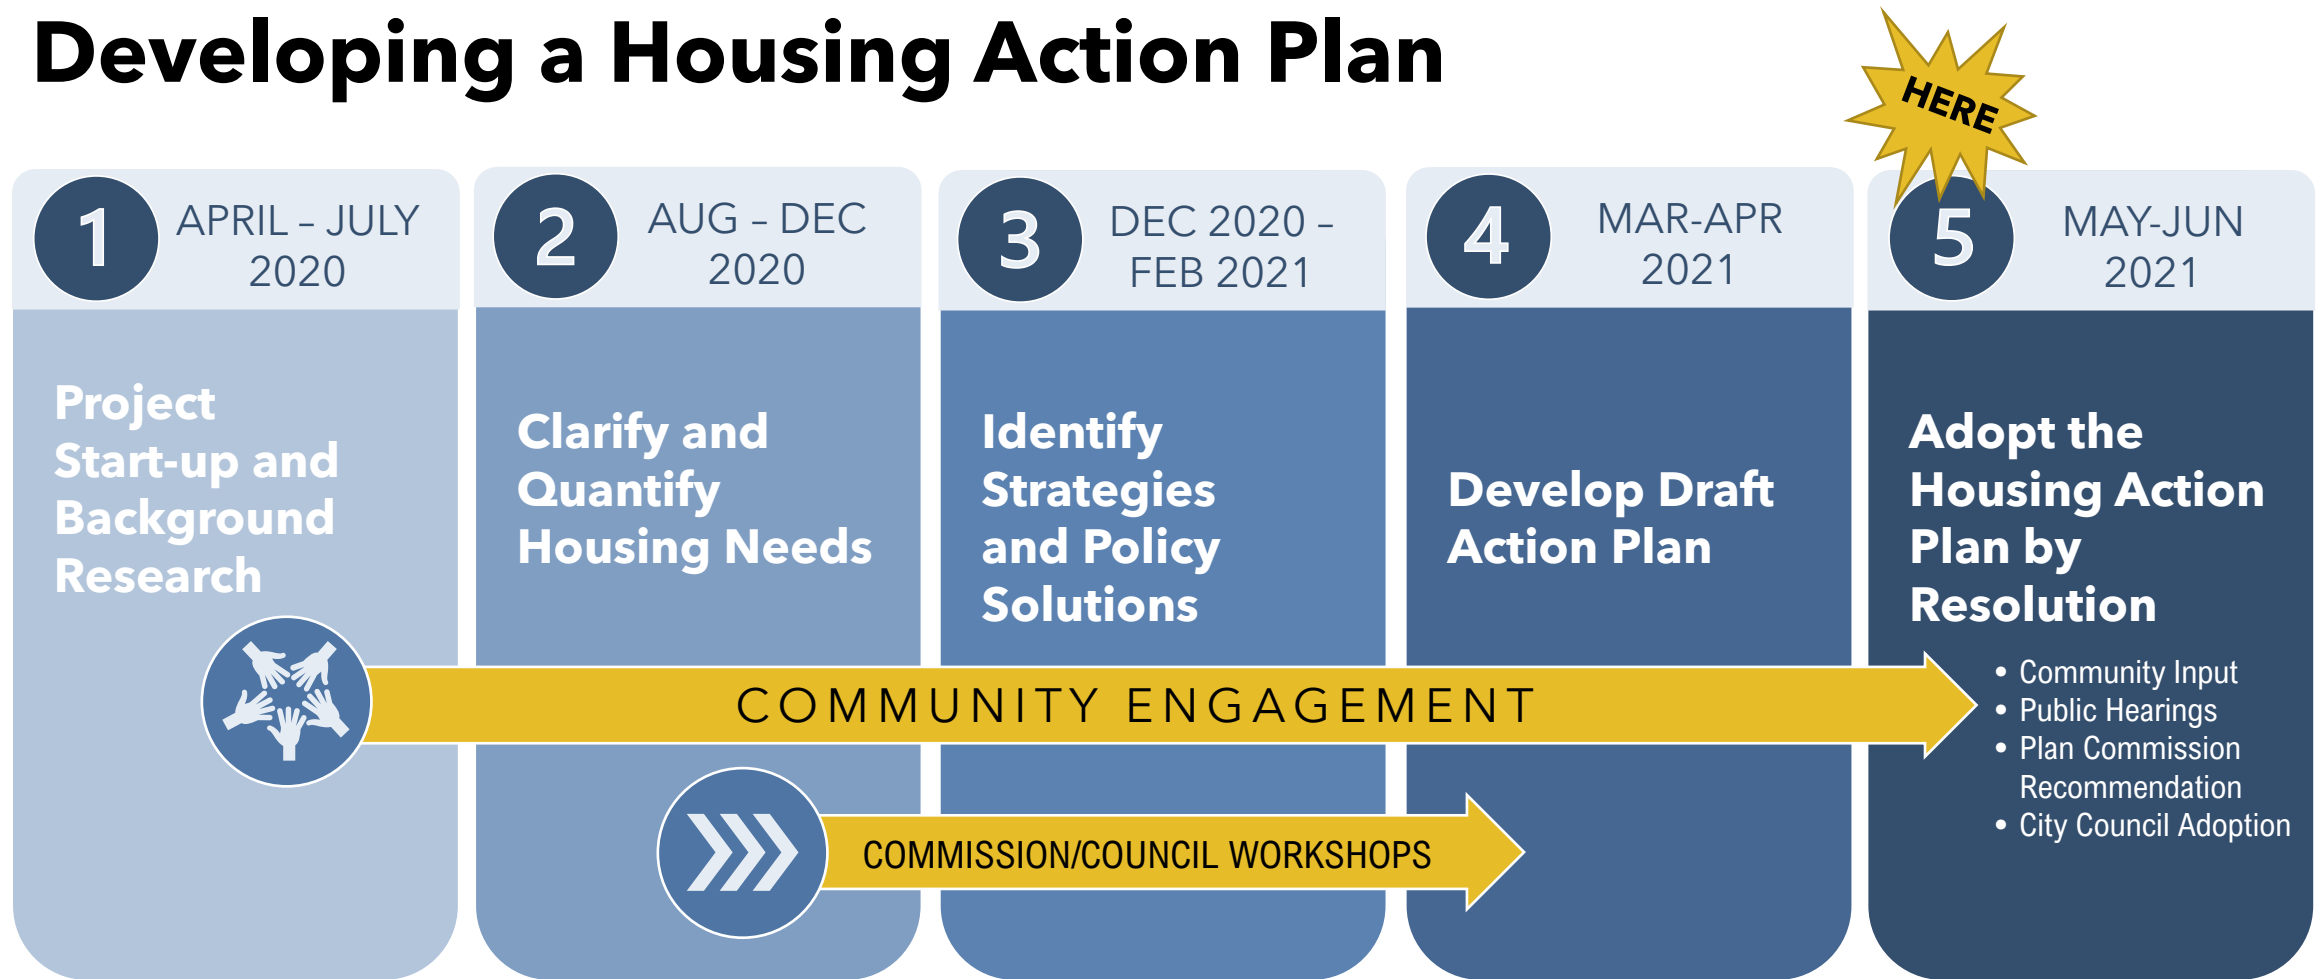 Developing a Housing Action Plan
HERE
1
APRIL – JULY
2020
Project
Start-up and
Background
Research
2
AUG – DEC
2020
Clarify and
Quantify
Housing Needs
3
DEC 2020 –
FEB 2021
Identify
Strategies
and Policy
Solutions
4
MAR-APR
2021
Develop Draft
Action Plan
5
MAY-JUN
2021
Adopt the
Housing Action
Plan by
Resolution
• Community Input
• Public Hearings
• Plan Commission
Recommendation
• City Council Adoption
COMMUNITY ENGAGEMENT
COMMISSION/COUNCIL WORKSHOPS